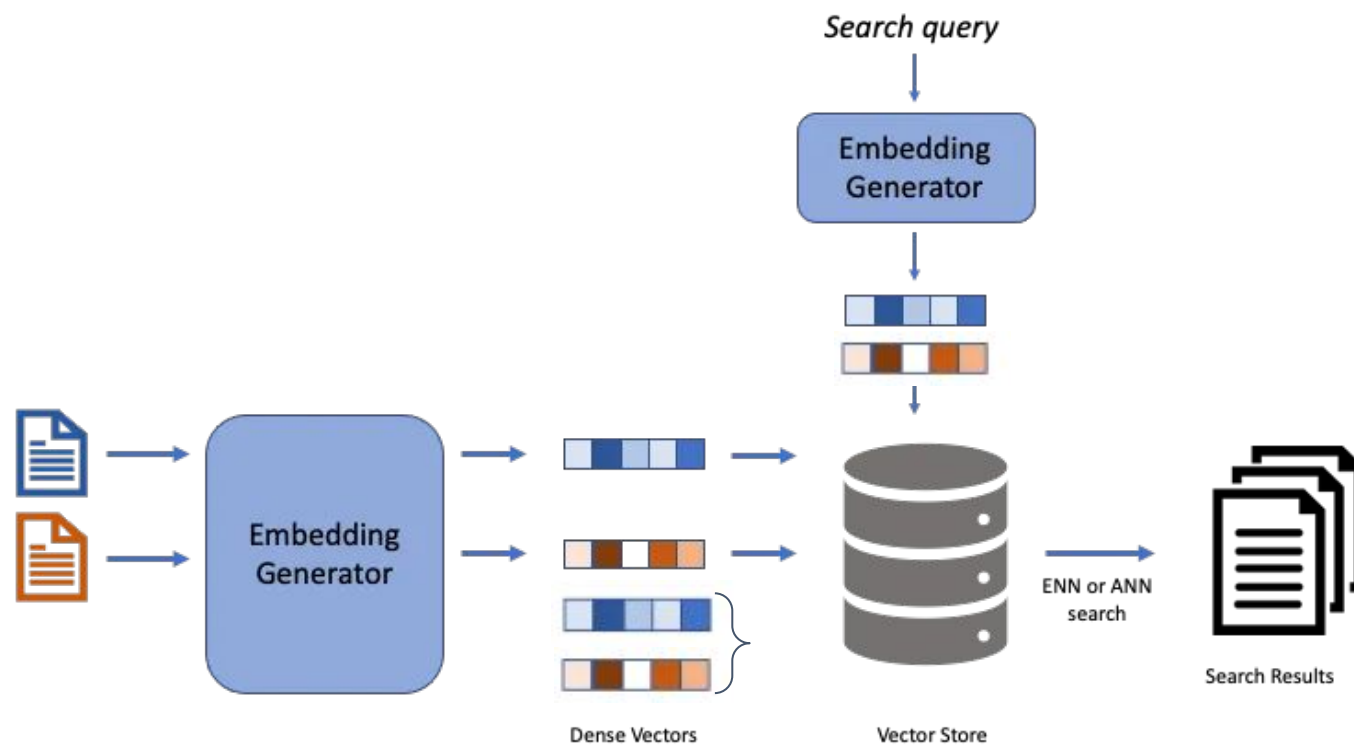 Search query
Embedding
Generator
Embedding
Generator
ENN or ANN
search
Search Results
Dense Vectors
Vector Store